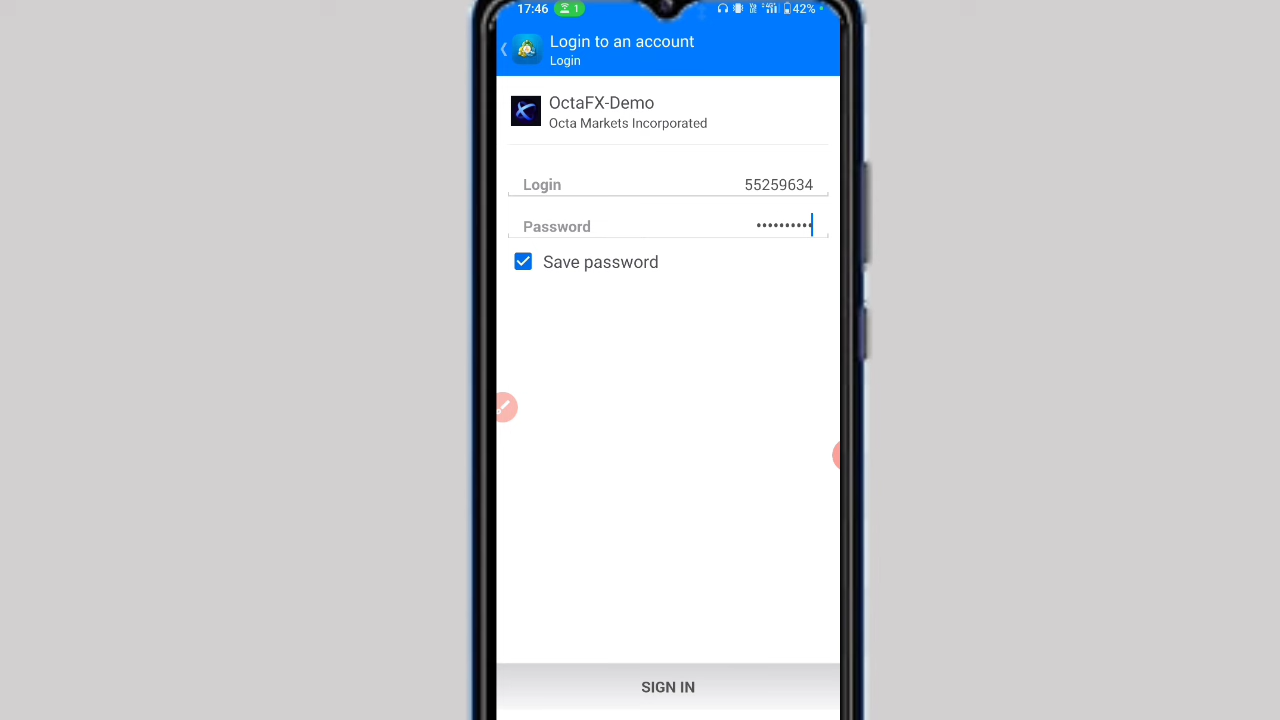 17:46 1 42%
Login to an account
Login
OctaFX-Demo
Octa Markets Incorporated
Login 55259634
Password ••••••••••
Save password
SIGN IN